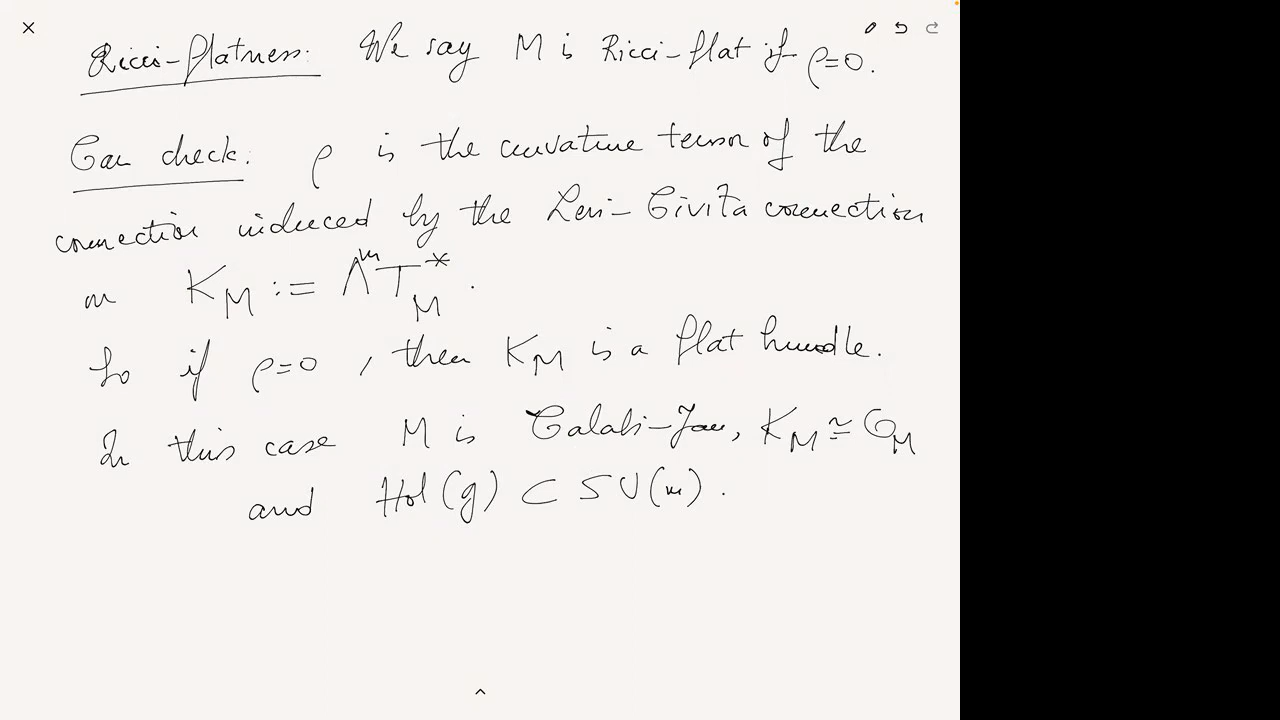 Ricci-flatness: We say M is Ricci-flat if ρ=0.
Can check: ρ is the curvature tensor of the
connection induced by the Levi-Civita connection
on K_M := Λ^m T_M^* .
So if ρ=0, then K_M is a flat bundle.
In this case M is Calabi-Yau, K_M ≅ O_M
and Hol(g) ⊂ SU(m).